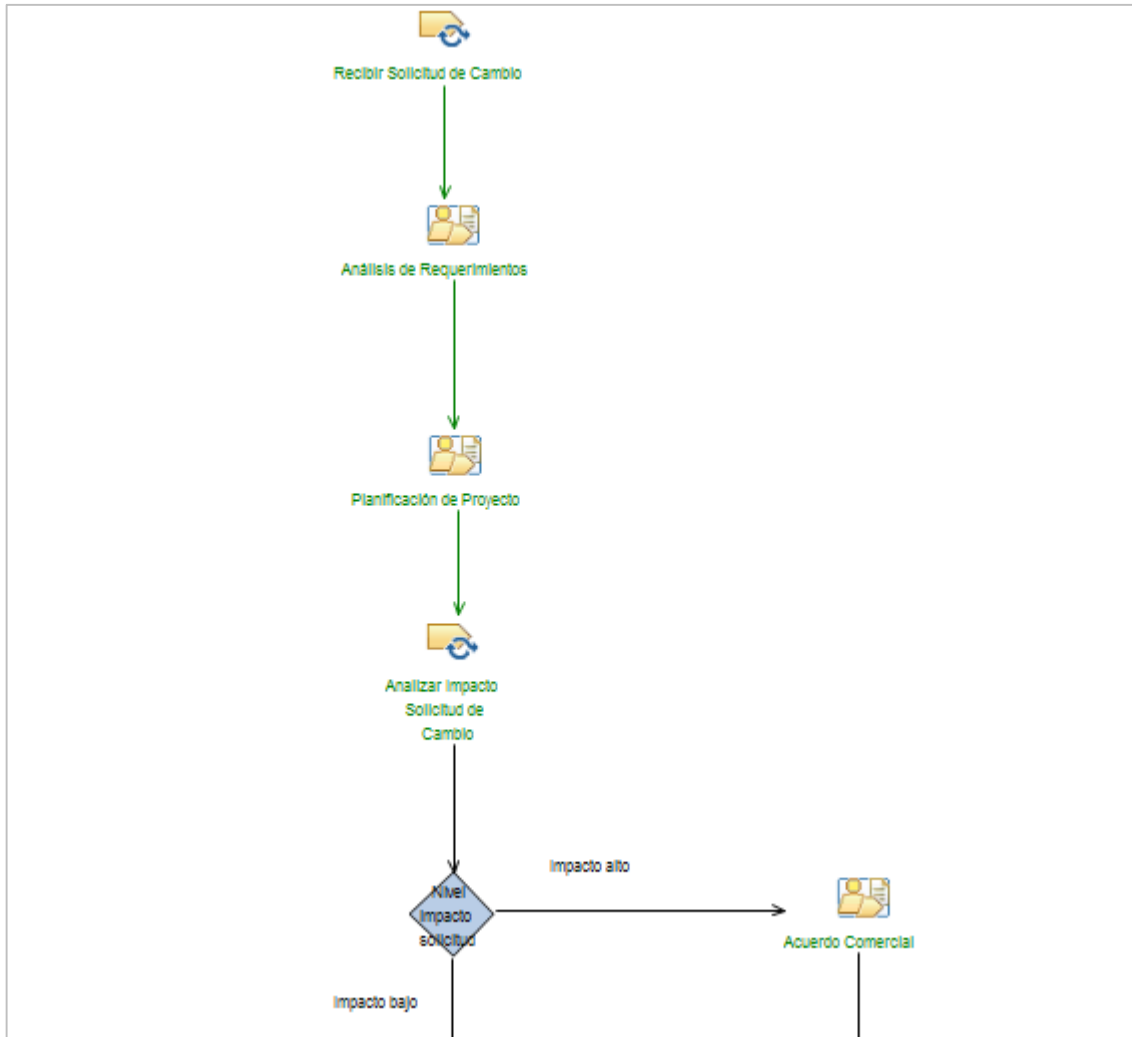 Recibir Solicitud de Cambio
Análisis de Requerimientos
Planificación de Proyecto
Analizar Impacto
Solicitud de
Cambio
Impacto alto
Nivel
impacto
solicitud
Acuerdo Comercial
Impacto bajo